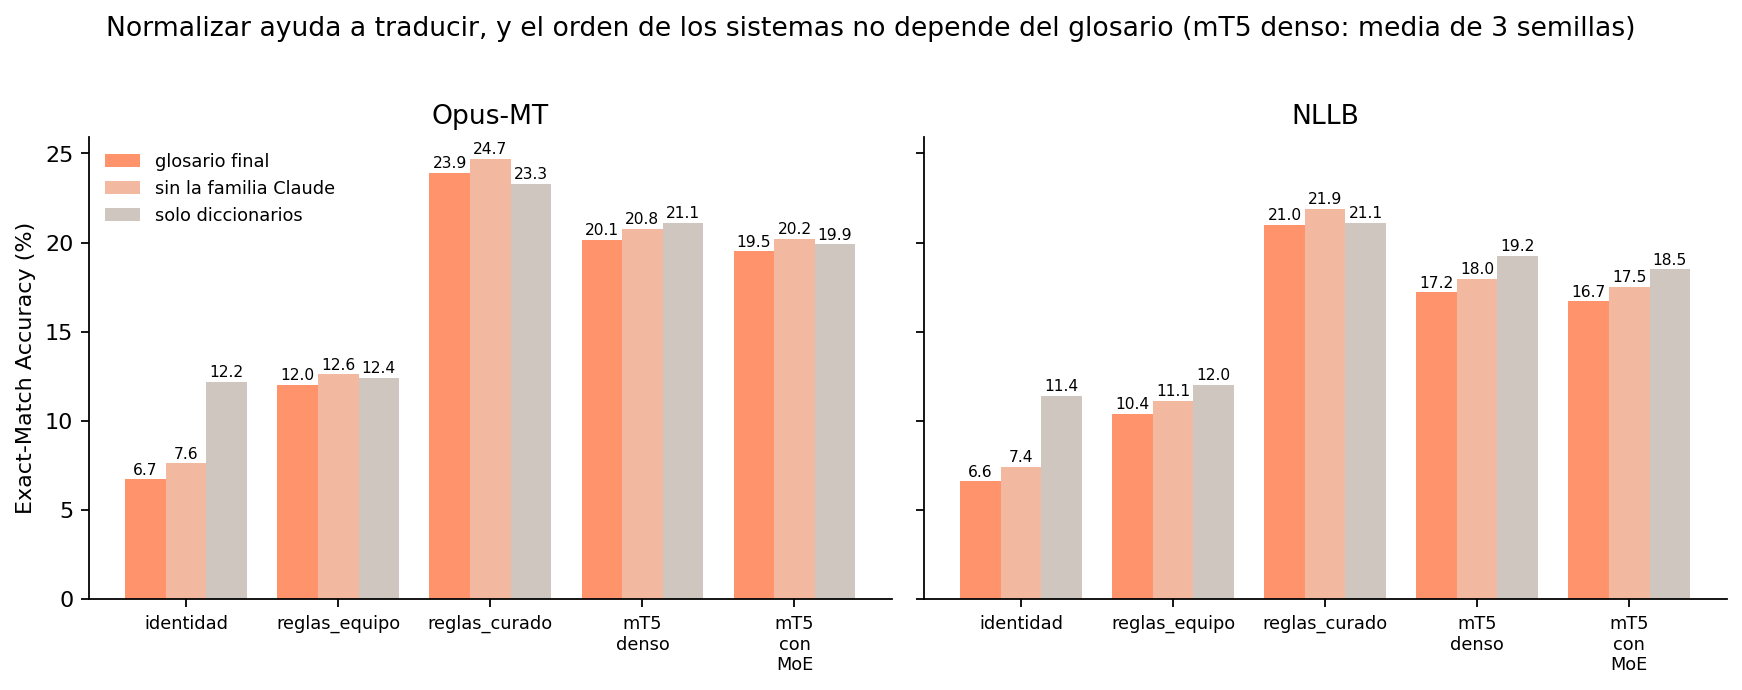 Normalizar ayuda a traducir, y el orden de los sistemas no depende del glosario (mT5 denso: media de 3 semillas)
Opus-MT
NLLB
Exact-Match Accuracy (%)
25
20
15
10
5
0
glosario final
sin la familia Claude
solo diccionarios
6.7
7.6
12.2
12.0
12.6
12.4
23.9
24.7
23.3
20.1
20.8
21.1
19.5
20.2
19.9
identidad
reglas_equipo
reglas_curado
mT5
denso
mT5
con
MoE
6.6
7.4
11.4
10.4
11.1
12.0
21.0
21.9
21.1
17.2
18.0
19.2
16.7
17.5
18.5
identidad
reglas_equipo
reglas_curado
mT5
denso
mT5
con
MoE